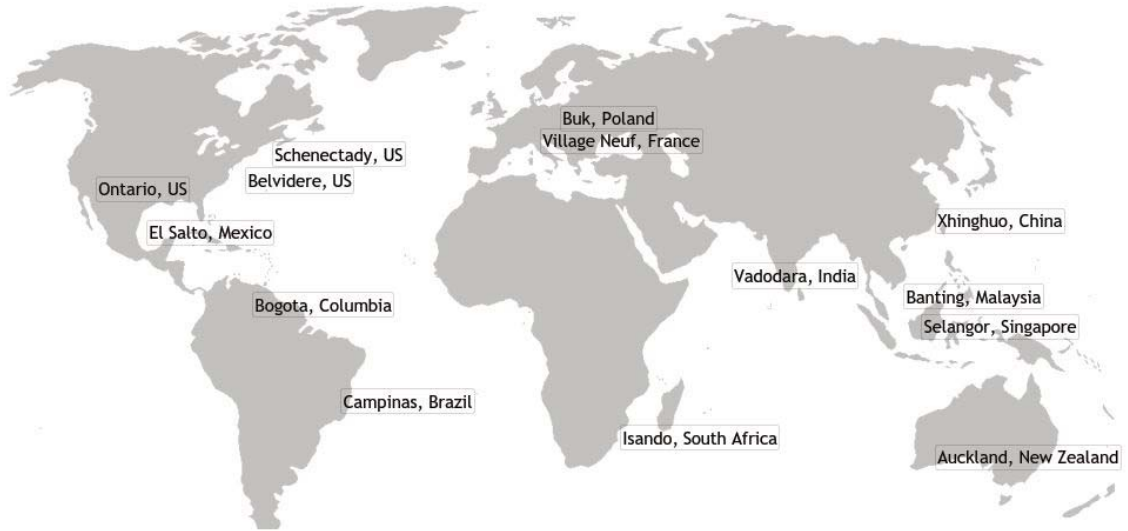 Buk, Poland
Village Neuf, France
Schenectady, US
Belvidere, US
Ontario, US
Xhinghuo, China
El Salto, Mexico
Vadodara, India
Banting, Malaysia
Bogota, Columbia
Selangor, Singapore
Campinas, Brazil
Isando, South Africa
Auckland, New Zealand